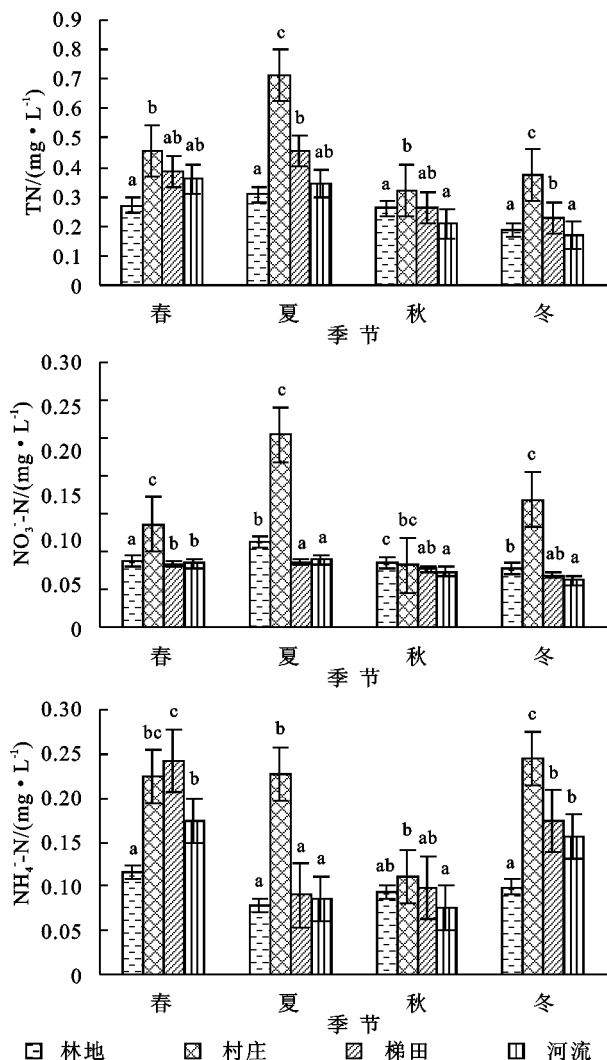 TN/(mg·L⁻¹)
0.9
0.8
0.7
0.6
0.5
0.4
0.3
0.2
0.1
0
a b ab ab
a c b ab
a b ab a
a c b a
春 夏 秋 冬
季 节
NO₃⁻-N/(mg·L⁻¹)
0.30
0.25
0.20
0.15
0.10
0.05
0
a c b b
b c a a
c bc ab a
b c ab a
春 夏 秋 冬
季 节
NH₄⁻-N/(mg·L⁻¹)
0.30
0.25
0.20
0.15
0.10
0.05
0
a bc c b
a b a a
ab b ab a
a c b b
春 夏 秋 冬
季 节
林地 村庄 梯田 河流